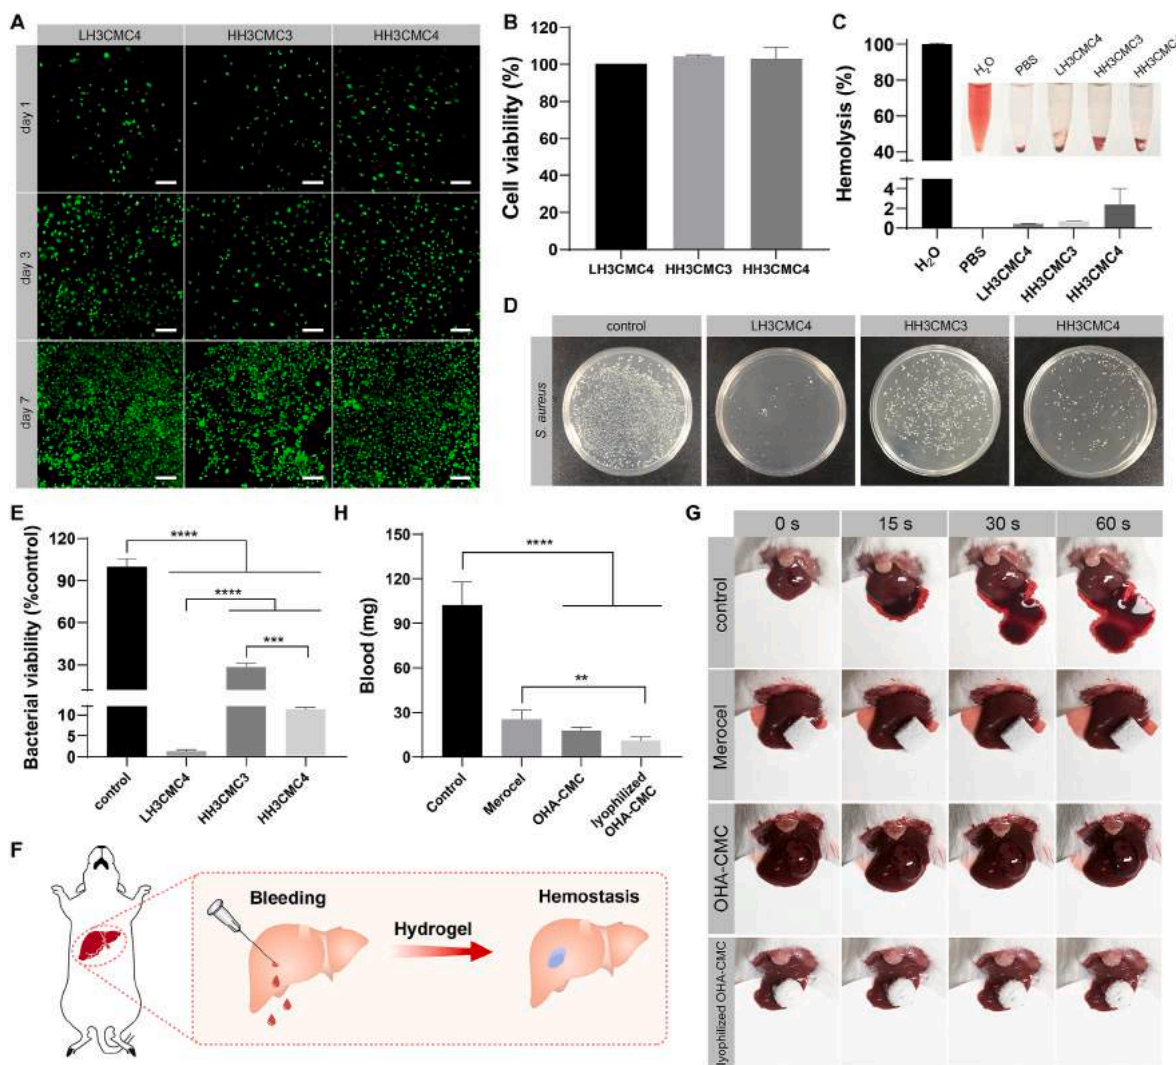 A
LH3CMC4 HH3CMC3 HH3CMC4
day 1
day 3
day 7
B
Cell viability (%)
120
100
80
60
40
20
0
LH3CMC4 HH3CMC3 HH3CMC4
C
Hemolysis (%)
100
80
60
40
6
4
2
0
H2O PBS LH3CMC4 HH3CMC3 HH3CMC4
H2O PBS LH3CMC4 HH3CMC3 HH3CMC4
D
control LH3CMC4 HH3CMC3 HH3CMC4
S. aureus
E
Bacterial viability (%control)
120
90
60
30
10
5
0
****
****
***
control LH3CMC4 HH3CMC3 HH3CMC4
H
Blood (mg)
150
120
90
60
30
0
****
**
Control Merocel OHA-CMC lyophilized
OHA-CMC
G
0 s 15 s 30 s 60 s
control
Merocel
OHA-CMC
lyophilized OHA-CMC
F
Bleeding
Hydrogel
Hemostasis